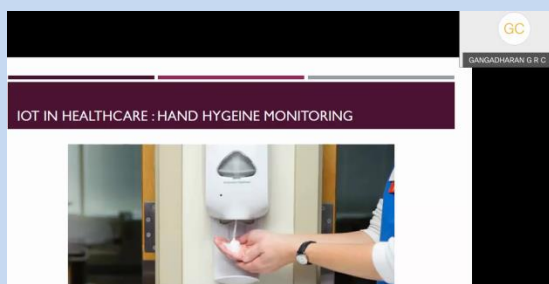 GC
GANGADHARAN G R C
IOT IN HEALTHCARE : HAND HYGEINE MONITORING